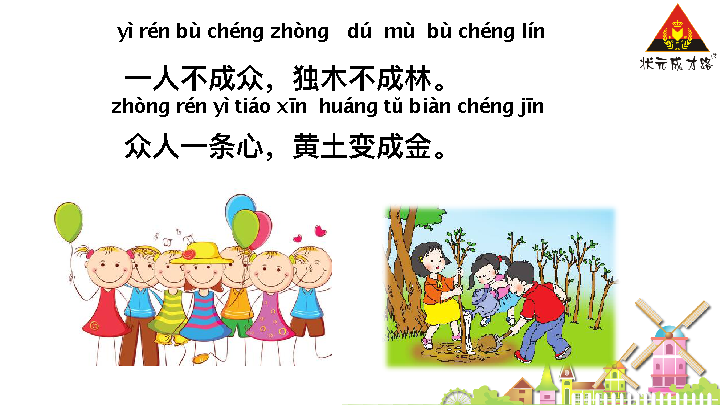 yì rén bù chéng zhòng dú mù bù chéng lín
一人不成众，独木不成林。
zhòng rén yì tiáo xīn huáng tǔ biàn chéng jīn
众人一条心，黄土变成金。
状元成才路